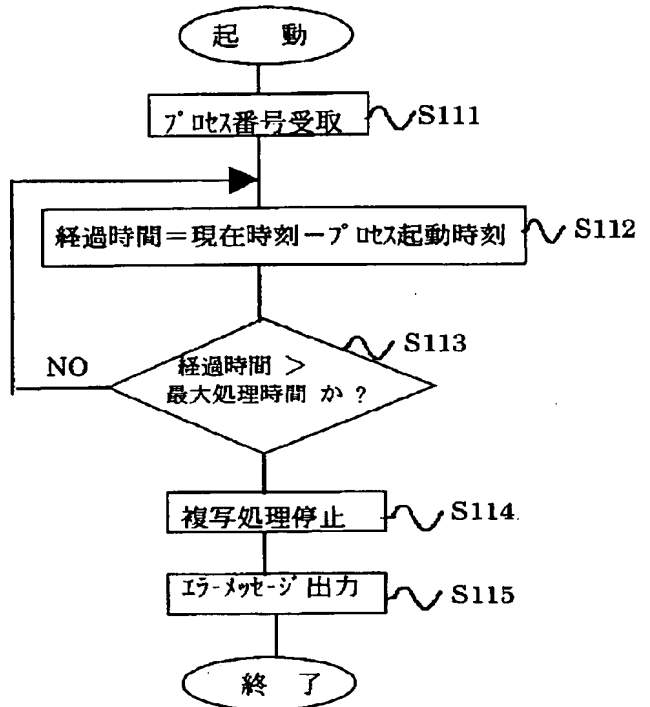 起 動
プロセス番号受取 S111
経過時間=現在時刻ープロセス起動時刻 S112
S113
NO
経過時間 >
最大処理時間 か ?
複写処理停止 S114
エラーメッセージ 出力 S115
終 了